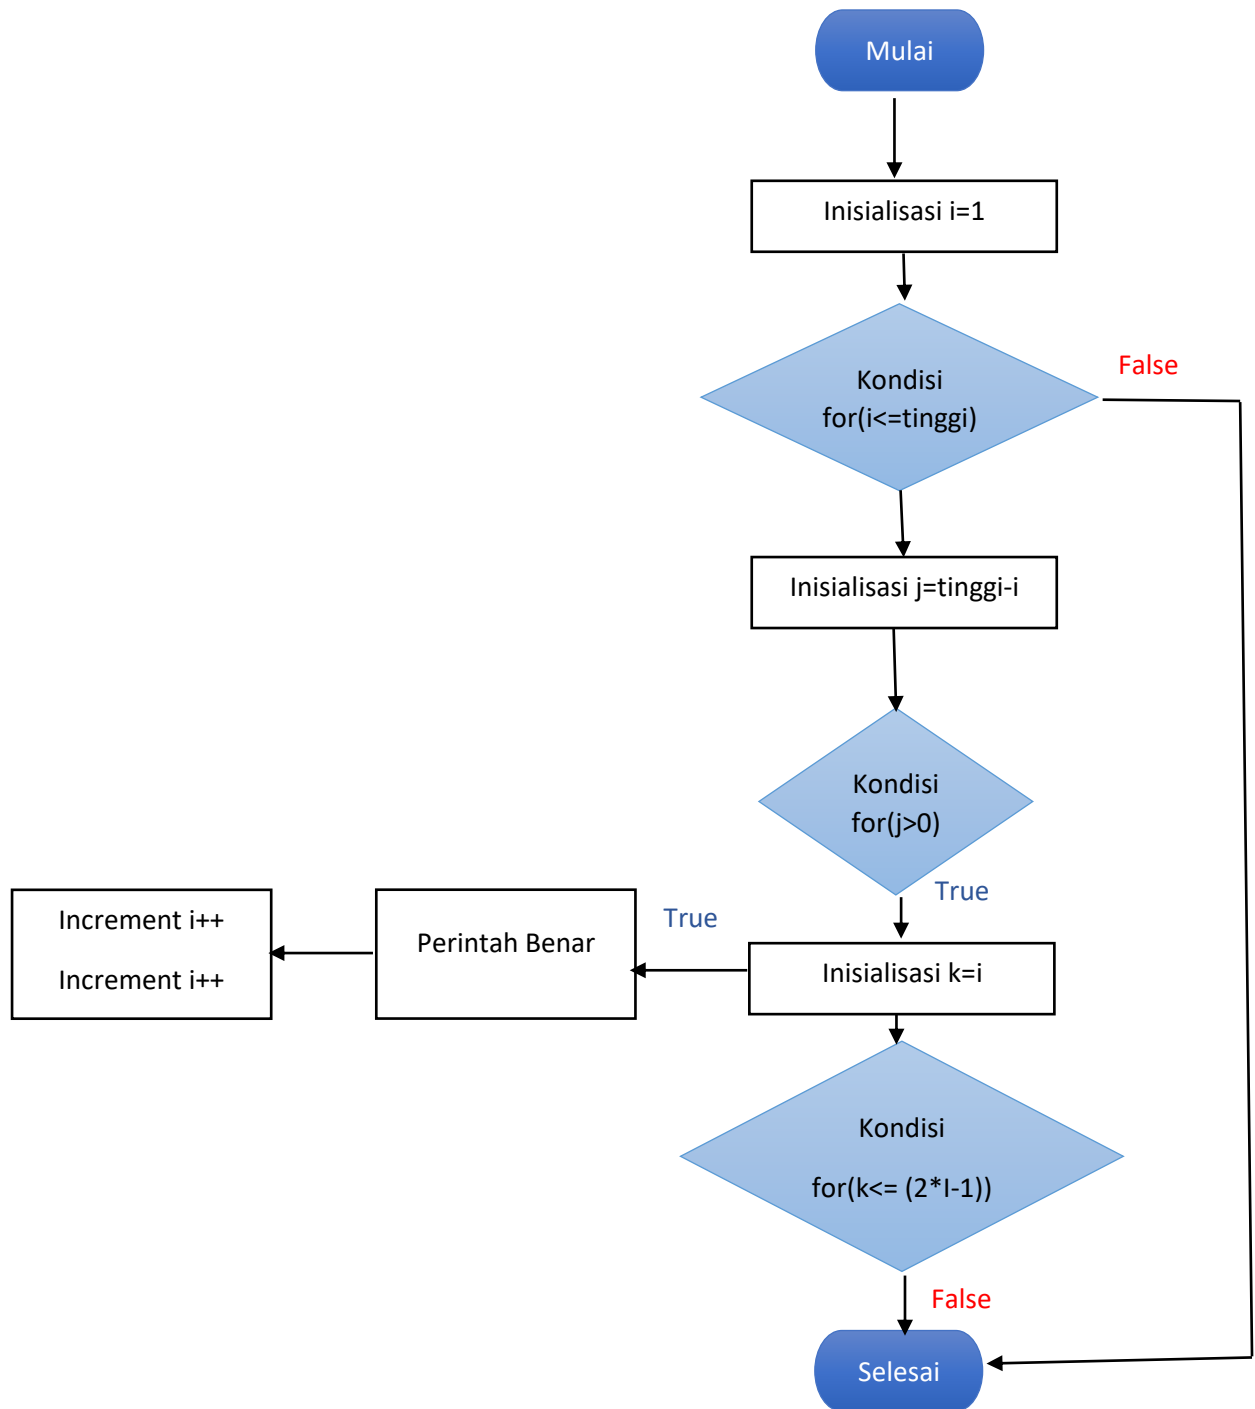 Mulai
Inisialisasi i=1
Kondisi
for(i<=tinggi)
False
Inisialisasi j=tinggi-i
Kondisi
for(j>0)
True
Inisialisasi k=i
True
Perintah Benar
Increment i++
Increment i++
Kondisi
for(k<= (2*I-1))
False
Selesai